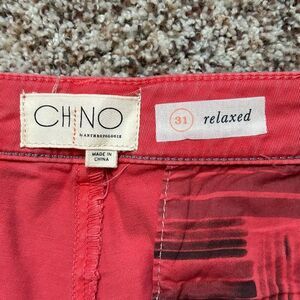 CHINO
BY ANTHROPOLOGIE
31 relaxed
MADE IN
CHINA